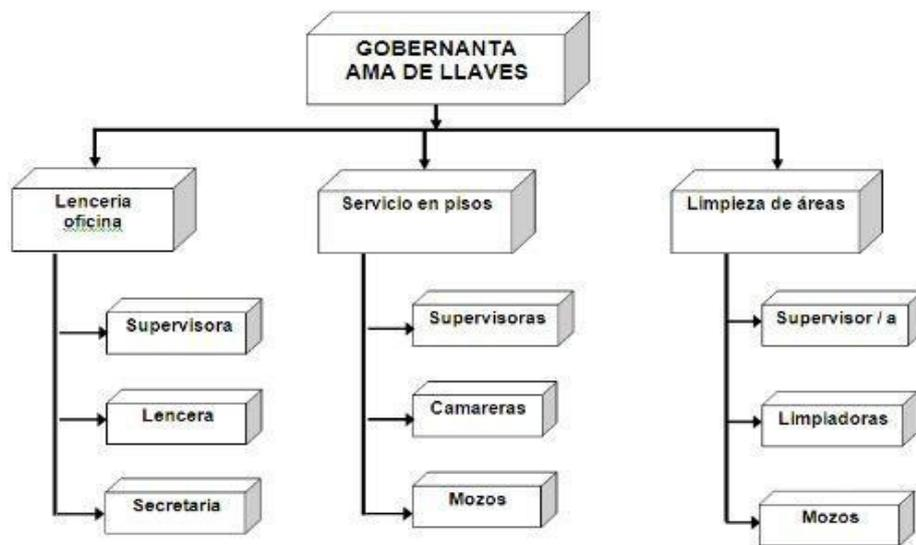 GOBERNANTA
AMA DE LLAVES
Lenceria
oficina
Servicio en pisos
Limpieza de áreas
Supervisora
Supervisoras
Supervisor / a
Lencera
Camareras
Limpiadoras
Secretaria
Mozos
Mozos